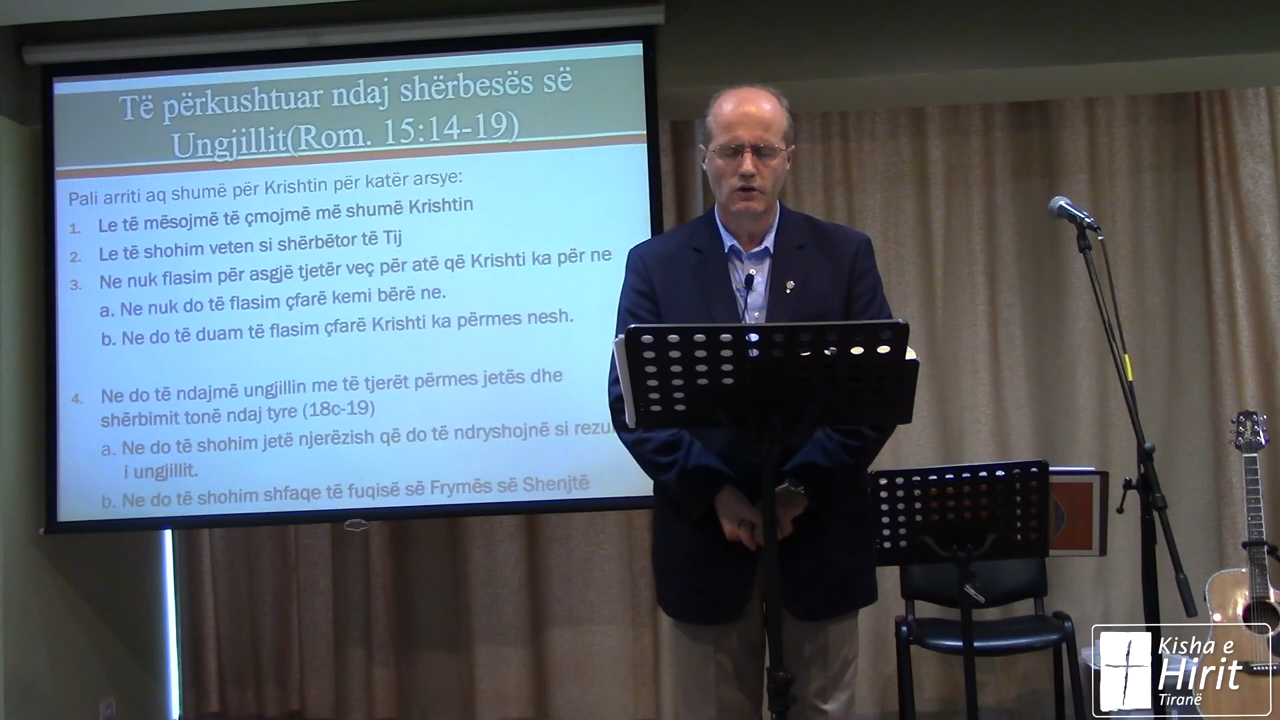 Të përkushtuar ndaj shërbesës së
Ungjillit(Rom. 15:14-19)
Pali arriti aq shumë për Krishtin për katër arsye:
1. Le të mësojmë të çmojmë më shumë Krishtin
2. Le të shohim veten si shërbëtor të Tij
3. Ne nuk flasim për asgjë tjetër veç për atë që Krishti ka për ne
a. Ne nuk do të flasim çfarë kemi bërë ne.
b. Ne do të duam të flasim çfarë Krishti ka përmes nesh.
4. Ne do të ndajmë ungjillin me të tjerët përmes jetës dhe
shërbimit tonë ndaj tyre (18c-19)
a. Ne do të shohim jetë njerëzish që do të ndryshojnë si
i ungjillit.
b. Ne do të shohim shfaqe të fuqisë së Frymës së Shenjtë
Kisha e
Hirit
Tiranë